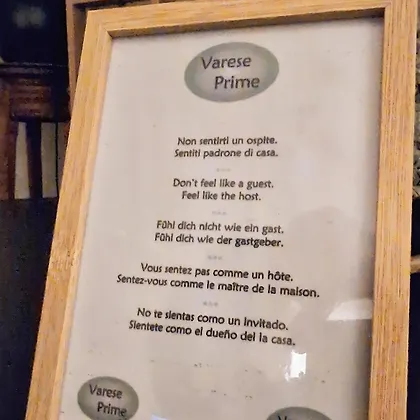 Varese
Prime
Non sentirti un ospite.
Sentiti padrone di casa.
Don't feel like a guest.
Feel like the host.
Fühl dich nicht wie ein gast.
Fühl dich wie der gastgeber.
Vous sentez pas comme un hôte.
Sentez-vous comme le maître de la maison.
No te sientas como un invitado.
Sientete como el dueño del la casa.
Varese
Prime